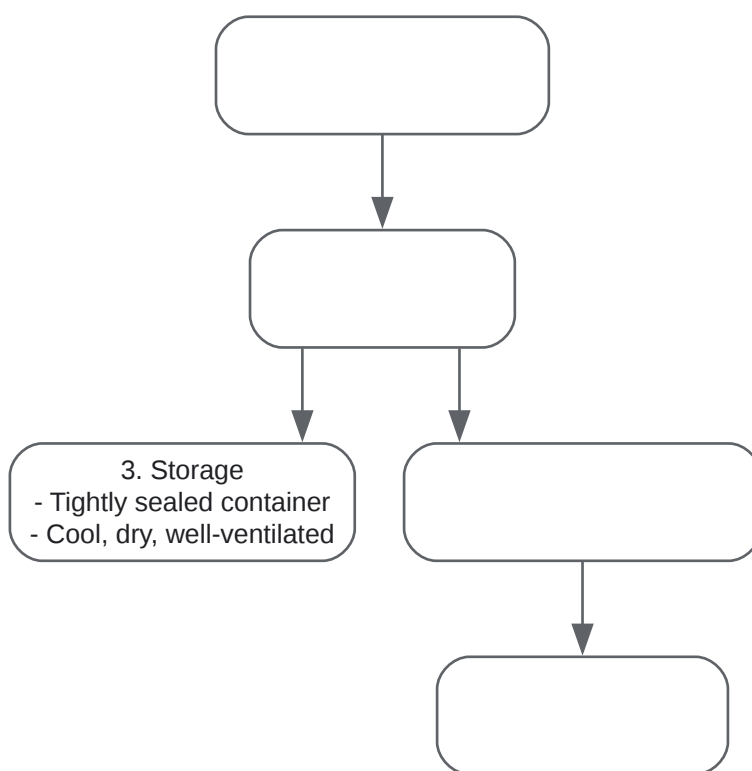 3. Storage
- Tightly sealed container
- Cool, dry, well-ventilated